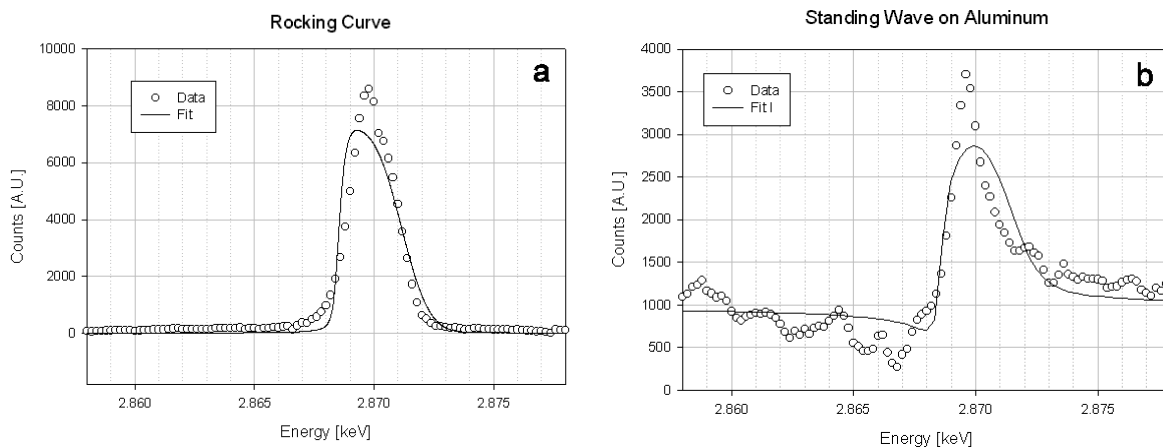 Rocking Curve
a
10000
8000
6000
4000
2000
0
Data
Fit
2.860
2.865
2.870
2.875
Counts [A.U.]
Energy [keV]
Standing Wave on Aluminum
b
4000
3500
3000
2500
2000
1500
1000
500
0
Data
Fit I
2.860
2.865
2.870
2.875
Counts [A.U.]
Energy [keV]